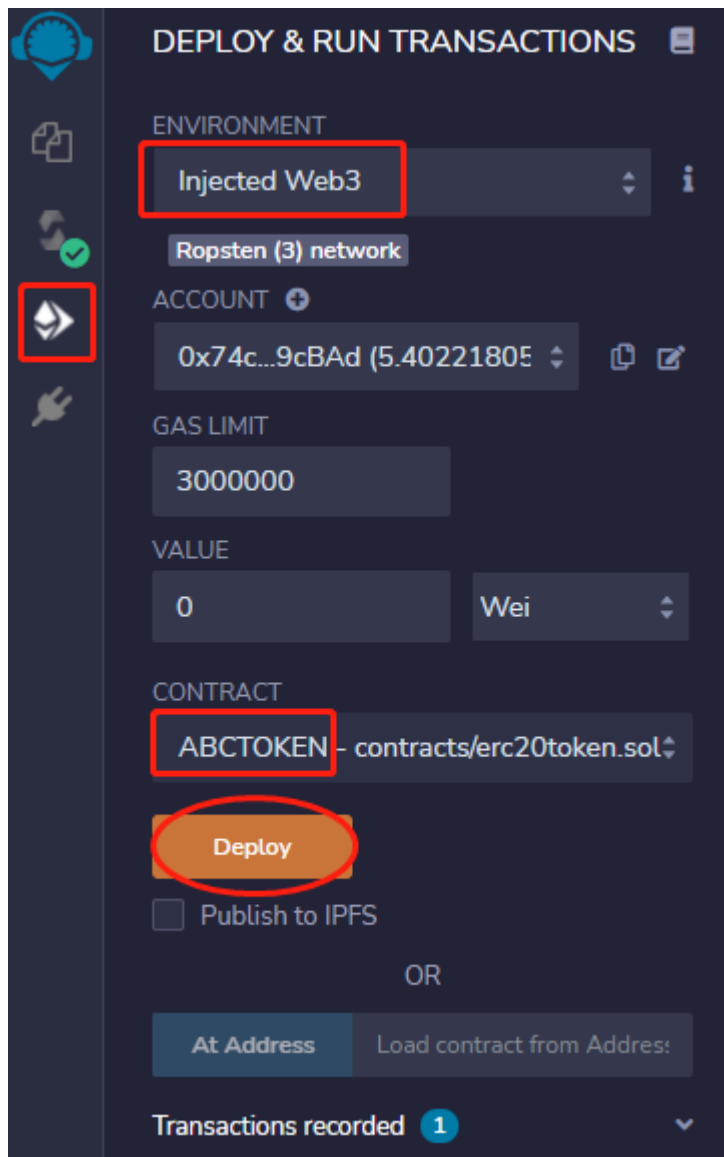 DEPLOY & RUN TRANSACTIONS
ENVIRONMENT
Injected Web3
i
Ropsten (3) network
ACCOUNT
0x74c...9cBAd (5.40221805
GAS LIMIT
3000000
VALUE
0 Wei
CONTRACT
ABCTOKEN - contracts/erc20token.sol
Deploy
Publish to IPFS
OR
At Address Load contract from Address
Transactions recorded 1